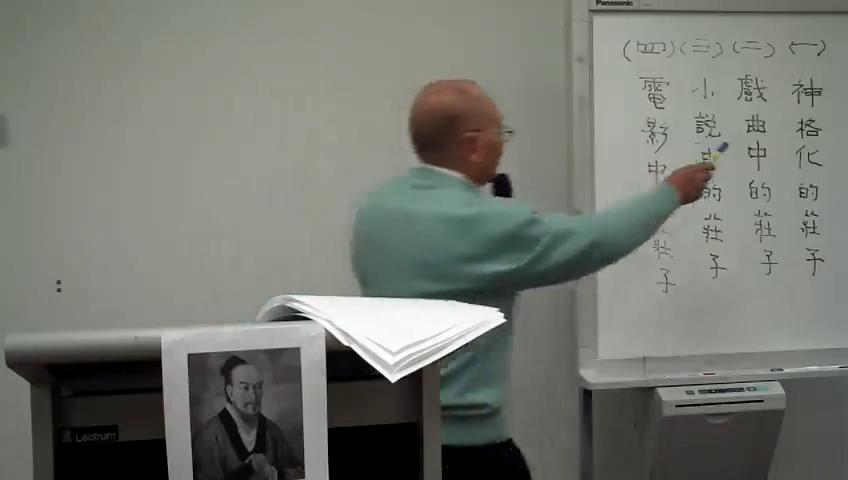 Panasonic
(一) 神格化的莊子
(二) 戲曲中的莊子
(三) 小說中的莊子
(四) 電影中的莊子
Lectrum